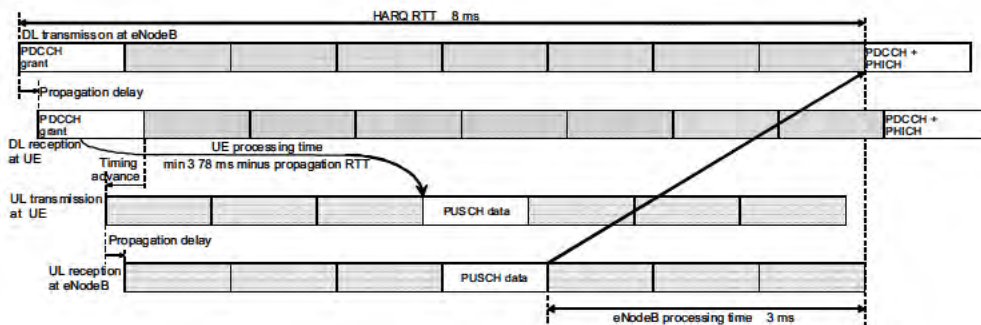 HARQ RTT 8 ms
DL transmission at eNodeB
PDCCH
grant
PDCCH +
PHICH
Propagation delay
PDCCH
grant
PDCCH +
PHICH
DL reception
at UE
UE processing time
min 3 78 ms minus propagation RTT
Timing
advance
UL transmission
at UE
PUSCH data
Propagation delay
UL reception
at eNodeB
PUSCH data
eNodeB processing time 3 ms